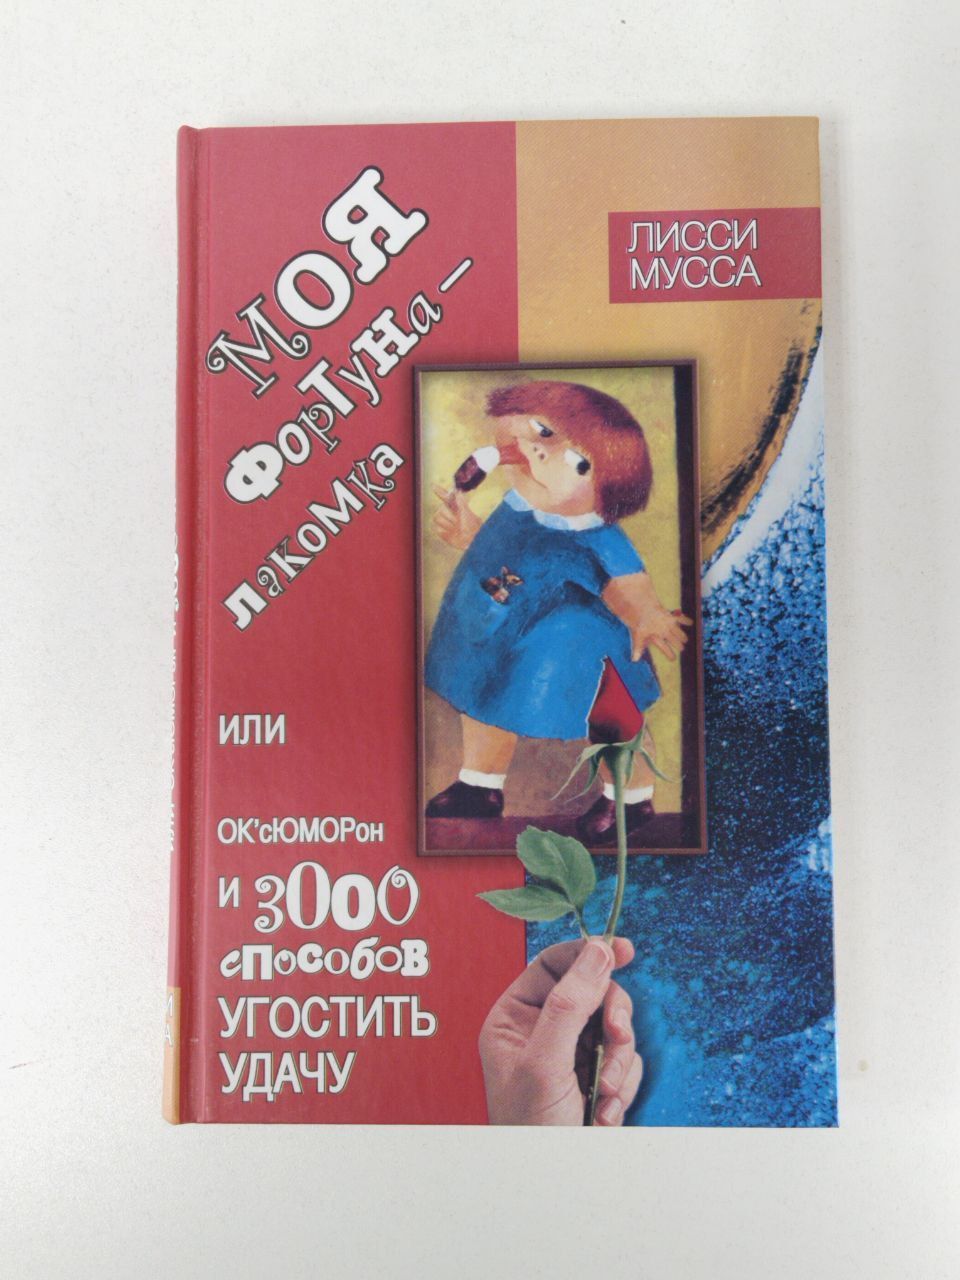 ЛИССИ
МУССА
МОЯ
ФОРТУНа –
лаКОМКа
ИЛИ
ОК'сЮМОРон
И 3000
способов
УГОСТИТЬ
УДАЧУ